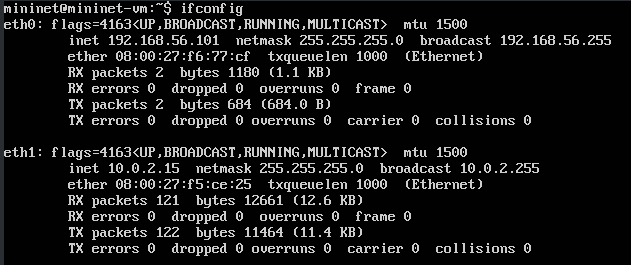 mininet@mininet-vm:~$ ifconfig
eth0: flags=4163<UP,BROADCAST,RUNNING,MULTICAST>  mtu 1500
        inet 192.168.56.101  netmask 255.255.255.0  broadcast 192.168.56.255
        ether 08:00:27:f6:77:cf  txqueuelen 1000  (Ethernet)
        RX packets 2  bytes 1180 (1.1 KB)
        RX errors 0  dropped 0  overruns 0  frame 0
        TX packets 2  bytes 684 (684.0 B)
        TX errors 0  dropped 0 overruns 0  carrier 0  collisions 0

eth1: flags=4163<UP,BROADCAST,RUNNING,MULTICAST>  mtu 1500
        inet 10.0.2.15  netmask 255.255.255.0  broadcast 10.0.2.255
        ether 08:00:27:f5:ce:25  txqueuelen 1000  (Ethernet)
        RX packets 121  bytes 12661 (12.6 KB)
        RX errors 0  dropped 0  overruns 0  frame 0
        TX packets 122  bytes 11464 (11.4 KB)
        TX errors 0  dropped 0 overruns 0  carrier 0  collisions 0